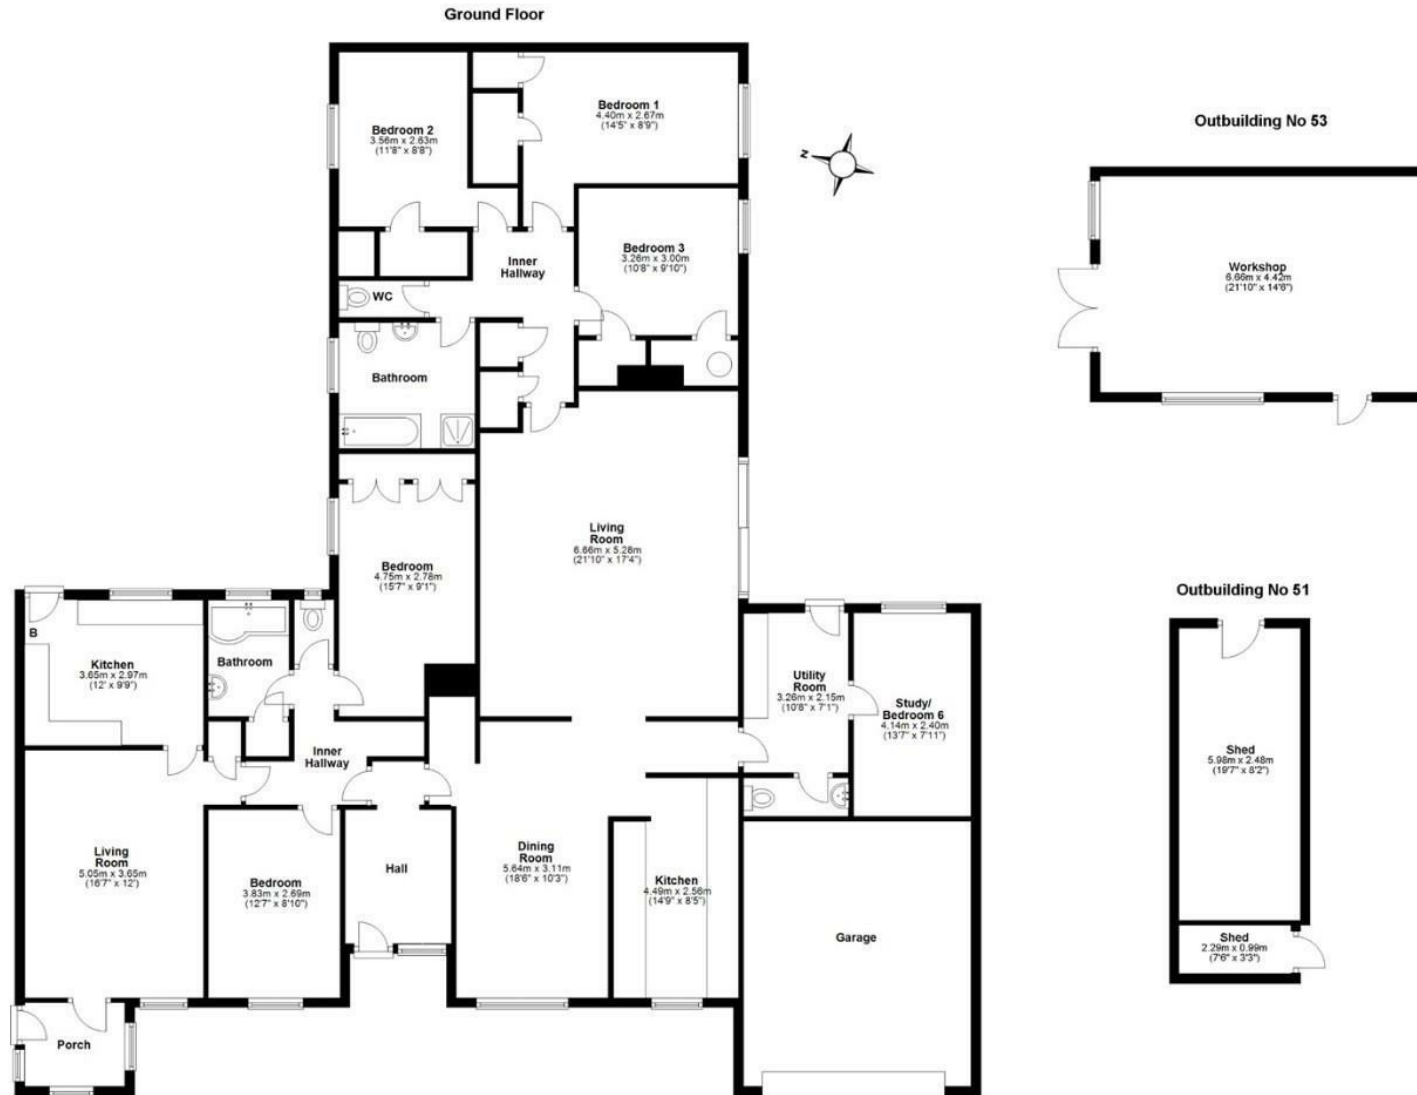 Ground Floor
Bedroom 1
4.40m x 2.67m
(14'5" x 8'9")
Bedroom 2
3.56m x 2.63m
(11'8" x 8'8")
Outbuilding No 53
N
Bedroom 3
3.26m x 3.00m
(10'8" x 9'10")
Inner
Hallway
Workshop
6.66m x 4.42m
(21'10" x 14'6")
WC
Bathroom
Living
Room
6.66m x 5.28m
(21'10" x 17'4")
Bedroom
4.75m x 2.78m
(15'7" x 9'1")
Outbuilding No 51
B
Kitchen
3.65m x 2.97m
(12' x 9'9")
Bathroom
Utility
Room
3.26m x 2.15m
(10'8" x 7'1")
Study/
Bedroom 6
4.14m x 2.40m
(13'7" x 7'11")
Inner
Hallway
Shed
5.98m x 2.48m
(19'7" x 8'2")
Living
Room
5.05m x 3.65m
(16'7" x 12')
Bedroom
3.83m x 2.69m
(12'7" x 8'10")
Hall
Dining
Room
5.64m x 3.11m
(18'6" x 10'3")
Kitchen
4.49m x 2.56m
(14'9" x 8'5")
Garage
Shed
2.29m x 0.99m
(7'6" x 3'3")
Porch